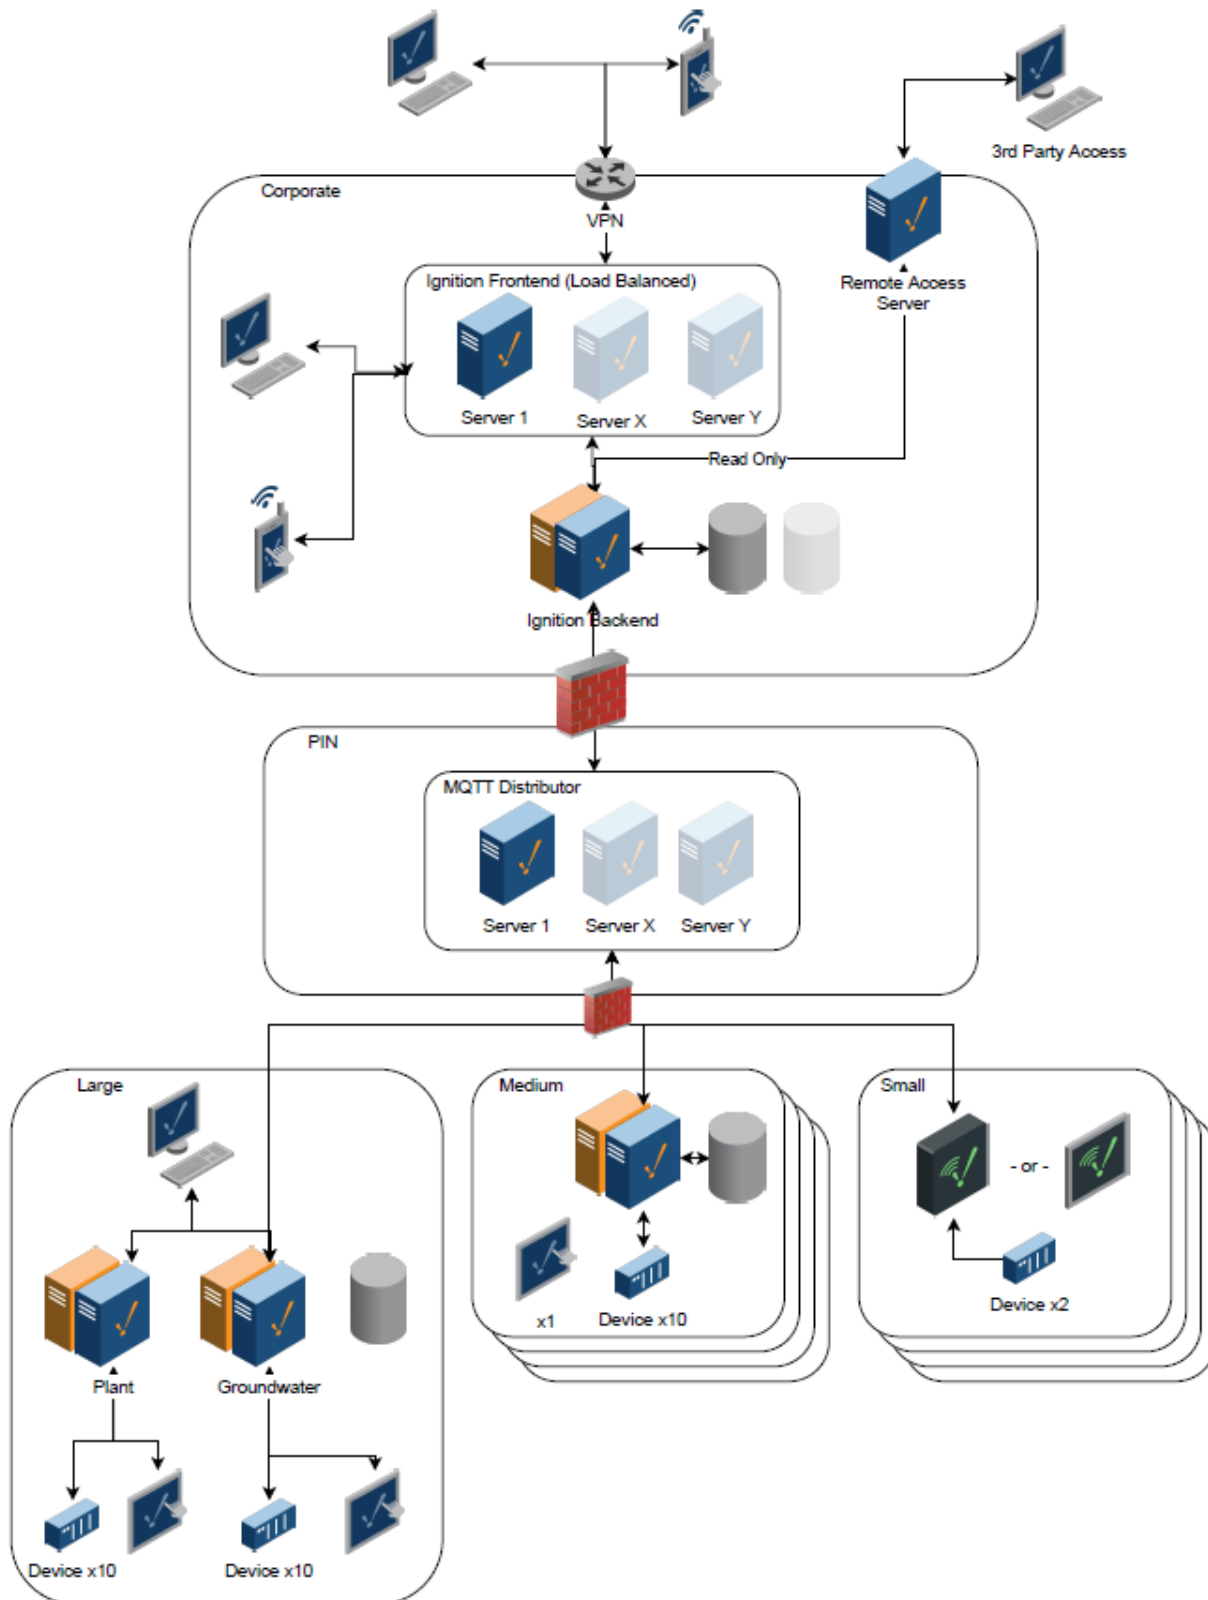 3rd Party Access
Corporate
VPN
Ignition Frontend (Load Balanced)
Remote Access
Server
Server 1
Server X
Server Y
Read Only
Ignition Backend
PIN
MQTT Distributor
Server 1
Server X
Server Y
Large
Medium
Small
- or -
x1
Device x10
Device x2
Plant
Groundwater
Device x10
Device x10